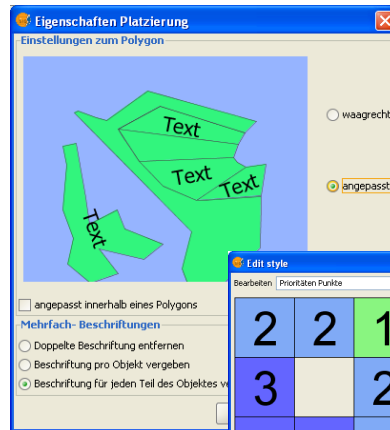 Eigenschaften Platzierung
Einstellungen zum Polygon
Text
Text
Text
Text
waagrecht
angepasst
angepasst innerhalb eines Polygons
Mehrfach- Beschriftungen
Doppelte Beschriftung entfernen
Beschriftung pro Objekt vergeben
Beschriftung für jeden Teil des Objektes ve
Edit style
Bearbeiten Prioritäten Punkte
2 2 1
3 2